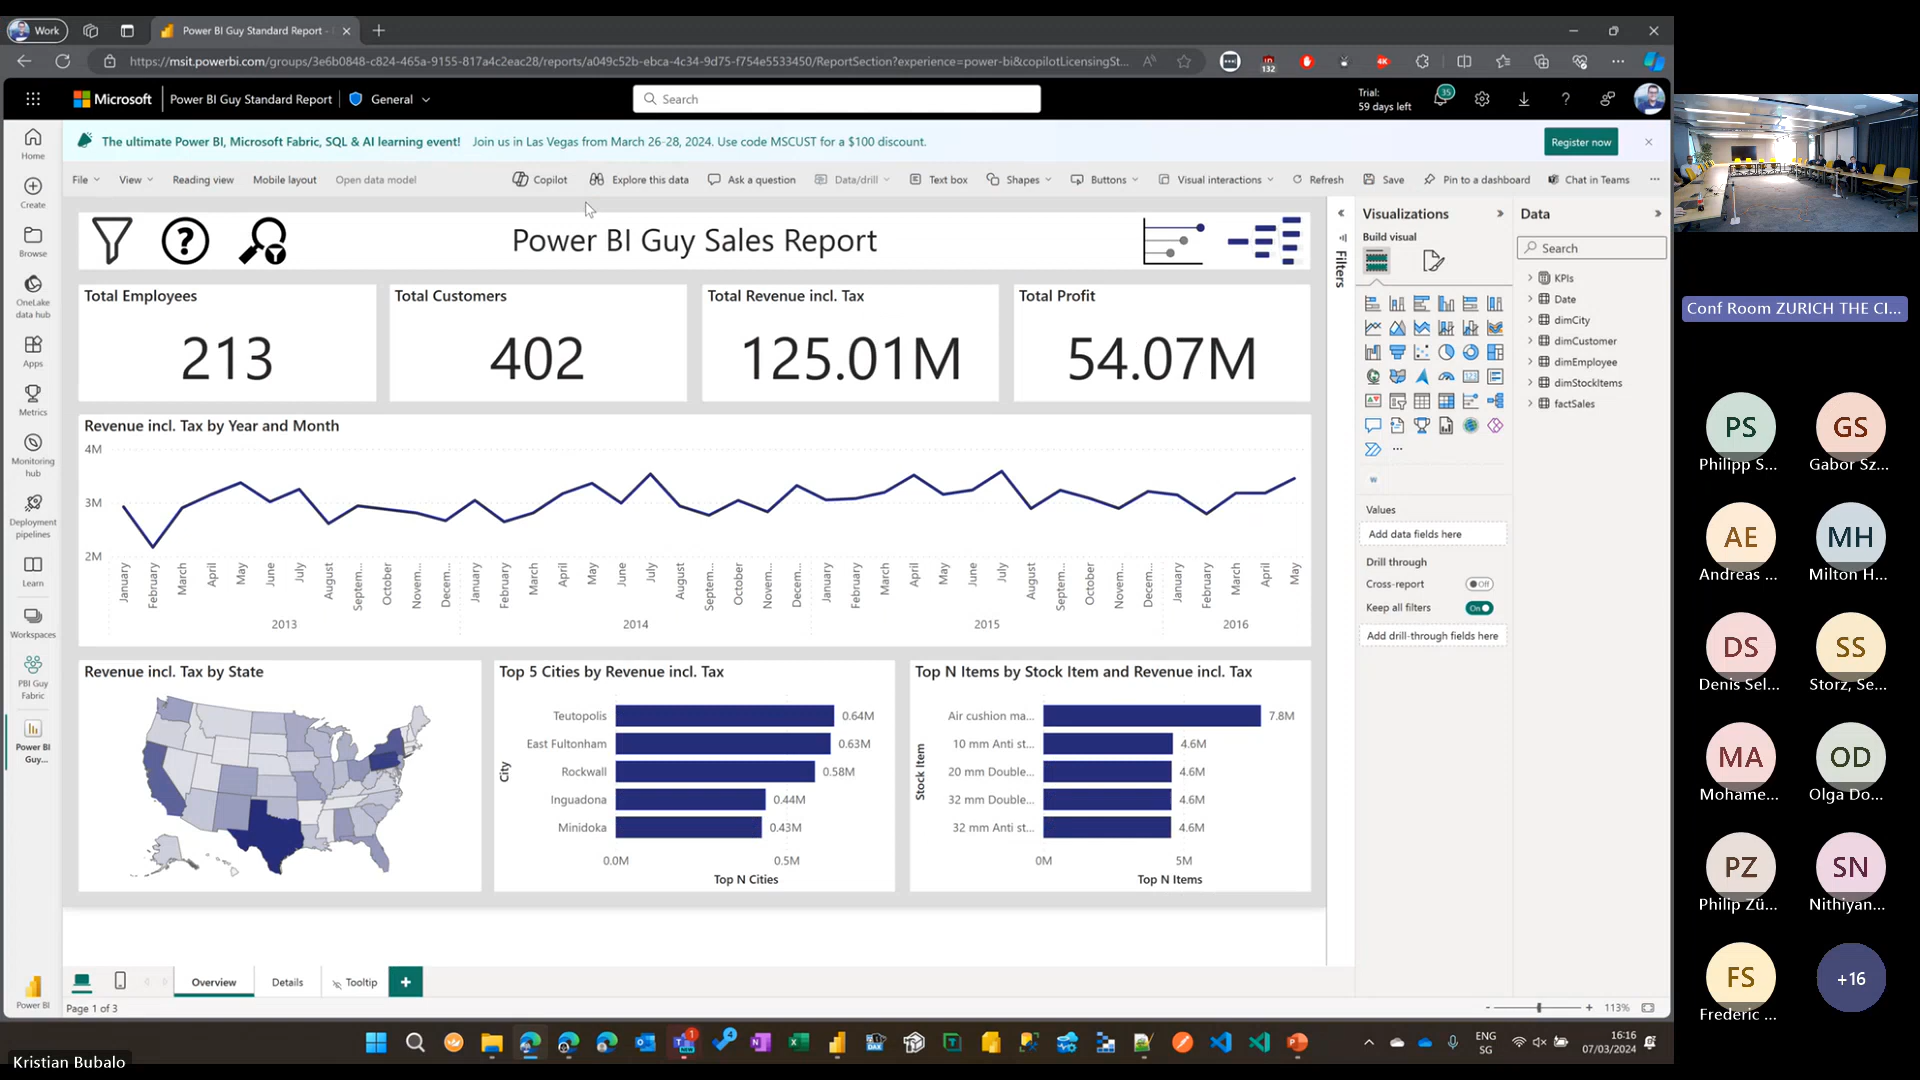 Work
Power BI Guy Standard Report -
https://msit.powerbi.com/groups/3e6b0848-c824-465a-9155-817a4c2eac28/reports/a049c52b-ebca-4c34-9d75-f754e5533450/ReportSection?experience=power-bi&copilotLicensingSt...
132
Microsoft
Power BI Guy Standard Report
General
Search
Trial:
59 days left
35
The ultimate Power BI, Microsoft Fabric, SQL & AI learning event! Join us in Las Vegas from March 26-28, 2024. Use code MSCUST for a $100 discount.
Register now
File
View
Reading view
Mobile layout
Open data model
Copilot
Explore this data
Ask a question
Data/drill
Text box
Shapes
Buttons
Visual interactions
Refresh
Save
Pin to a dashboard
Chat in Teams
Home
Create
Browse
OneLake
data hub
Apps
Metrics
Monitoring
hub
Deployment
pipelines
Learn
Workspaces
PBI Guy
Fabric
Power BI
Guy...
Power BI
Power BI Guy Sales Report
Total Employees
213
Total Customers
402
Total Revenue incl. Tax
125.01M
Total Profit
54.07M
Revenue incl. Tax by Year and Month
4M
3M
2M
January
February
March
April
May
June
July
August
Septem...
October
Novem...
Decem...
January
February
March
April
May
June
July
August
Septem...
October
Novem...
Decem...
January
February
March
April
May
June
July
August
Septem...
October
Novem...
Decem...
January
February
March
April
May
2013
2014
2015
2016
Revenue incl. Tax by State
Top 5 Cities by Revenue incl. Tax
City
Teutopolis
0.64M
East Fultonham
0.63M
Rockwall
0.58M
Inguadona
0.44M
Minidoka
0.43M
0.0M
0.5M
Top N Cities
Top N Items by Stock Item and Revenue incl. Tax
Stock Item
Air cushion ma...
7.8M
10 mm Anti st...
4.6M
20 mm Double...
4.6M
32 mm Double...
4.6M
32 mm Anti st...
4.6M
0M
5M
Top N Items
Filters
Visualizations
Build visual
Values
Add data fields here
Drill through
Cross-report
Off
Keep all filters
On
Add drill-through fields here
Data
Search
KPIs
Date
dimCity
dimCustomer
dimEmployee
dimStockItems
factSales
Overview
Details
Tooltip
+
Page 1 of 3
- + 113%
ENG
SG
16:16
07/03/2024
Kristian Bubalo
Conf Room ZURICH THE CI...
PS
Philipp S...
GS
Gabor Sz...
AE
Andreas ...
MH
Milton H...
DS
Denis Sel...
SS
Storz, Se...
MA
Mohame...
OD
Olga Do...
PZ
Philip Zü...
SN
Nithiyan...
FS
Frederic ...
+16